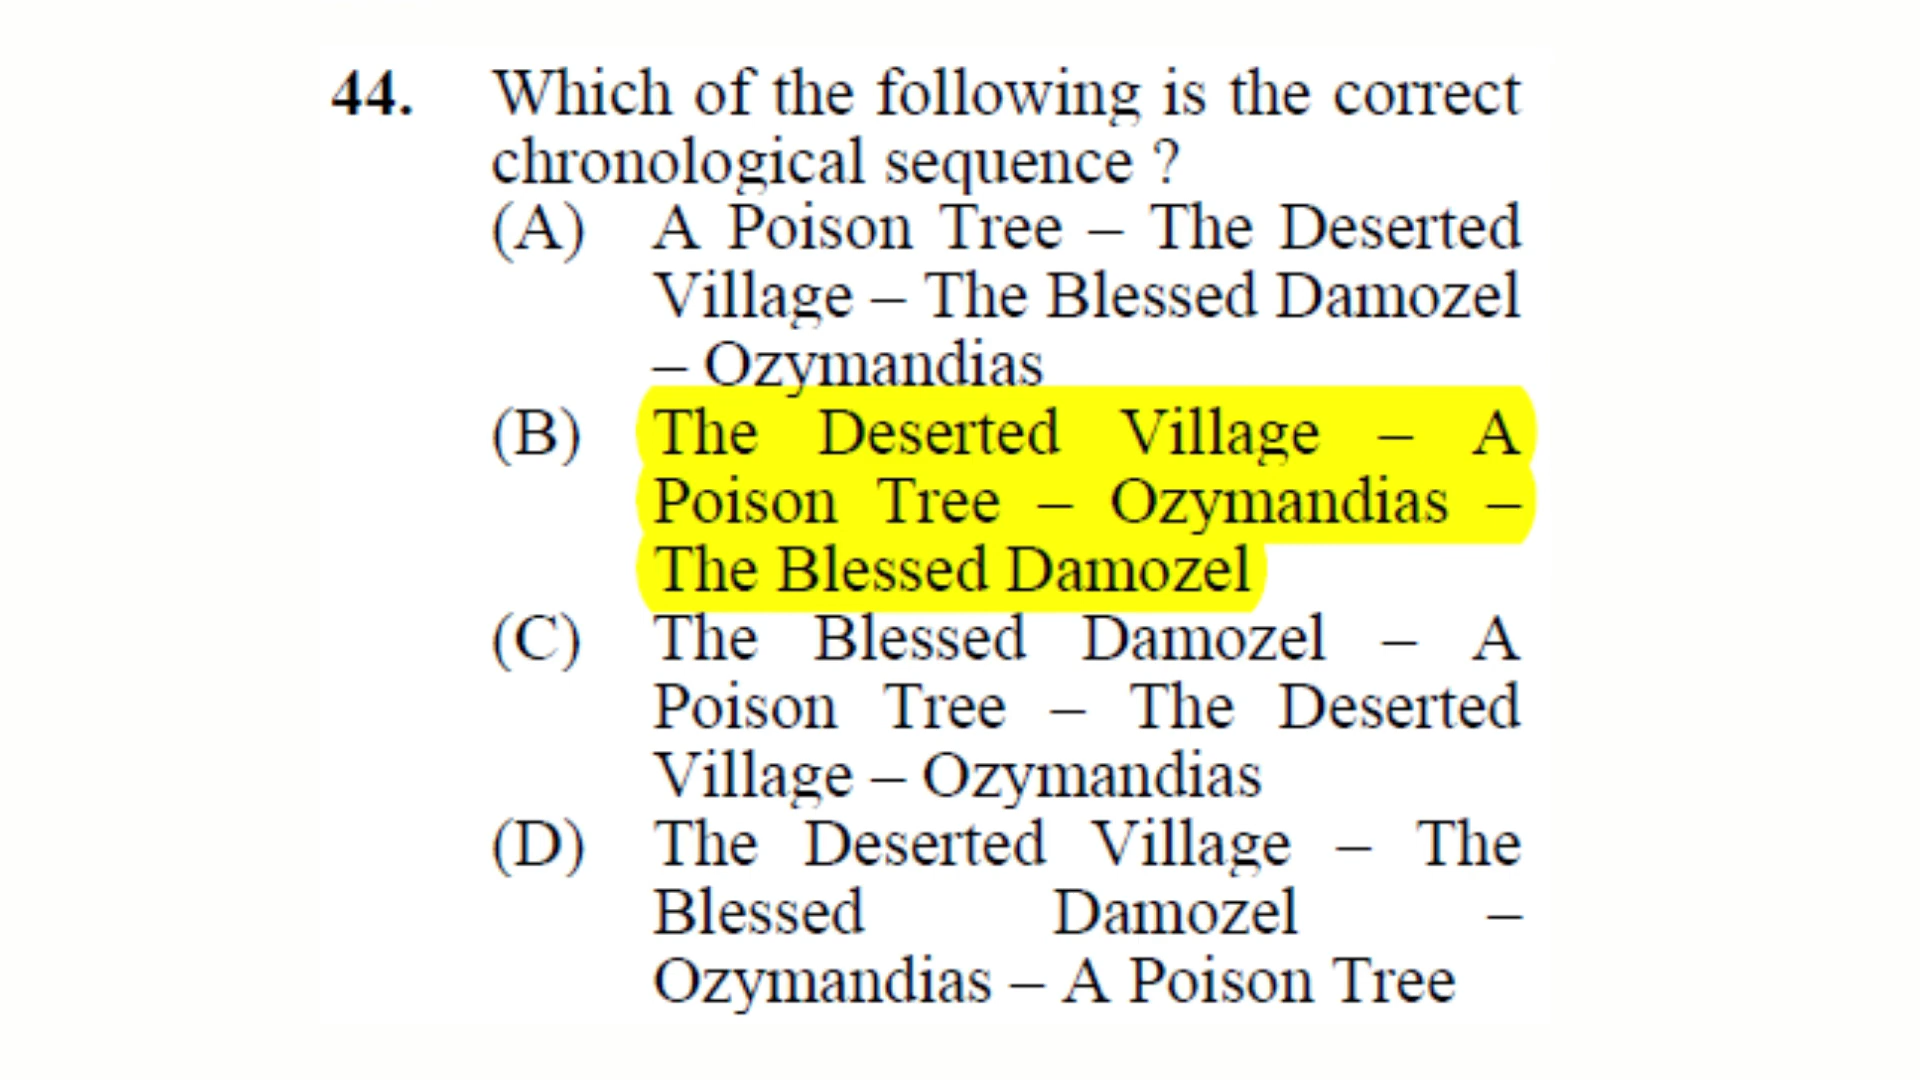 44. Which of the following is the correct
chronological sequence ?
(A) A Poison Tree – The Deserted
Village – The Blessed Damozel
– Ozymandias
(B) The Deserted Village – A
Poison Tree – Ozymandias –
The Blessed Damozel
(C) The Blessed Damozel – A
Poison Tree – The Deserted
Village – Ozymandias
(D) The Deserted Village – The
Blessed Damozel –
Ozymandias – A Poison Tree